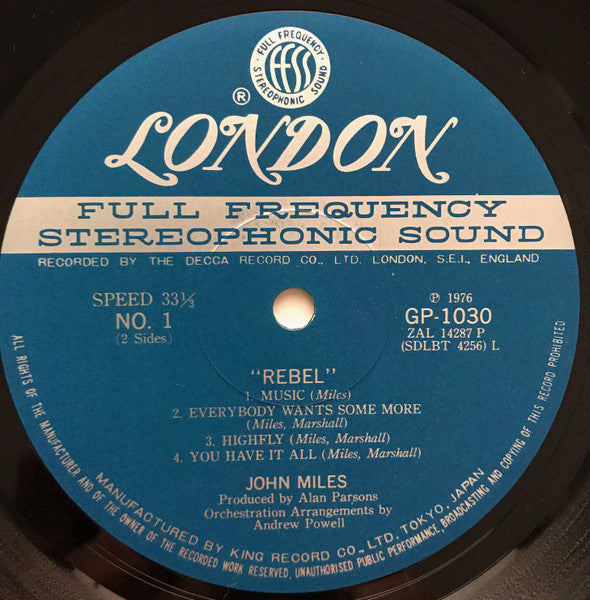 FULL FREQUENCY
ffss
STEREOPHONIC SOUND
®
LONDON
FULL FREQUENCY
STEREOPHONIC SOUND
RECORDED BY THE DECCA RECORD CO., LTD. LONDON, S.E.I., ENGLAND
SPEED 33⅓
NO. 1
(2 Sides)
℗ 1976
GP-1030
ZAL 14287 P
(SDLBT 4256) L
"REBEL"
1. MUSIC (Miles)
2. EVERYBODY WANTS SOME MORE
(Miles, Marshall)
3. HIGHFLY (Miles, Marshall)
4. YOU HAVE IT ALL (Miles, Marshall)
JOHN MILES
Produced by Alan Parsons
Orchestration Arrangements by
Andrew Powell
MANUFACTURED BY KING RECORD CO., LTD. TOKYO, JAPAN
ALL RIGHTS OF THE MANUFACTURER AND OF THE OWNER OF THE RECORDED WORK RESERVED, UNAUTHORISED PUBLIC PERFORMANCE, BROADCASTING AND COPYING OF THIS RECORD PROHIBITED